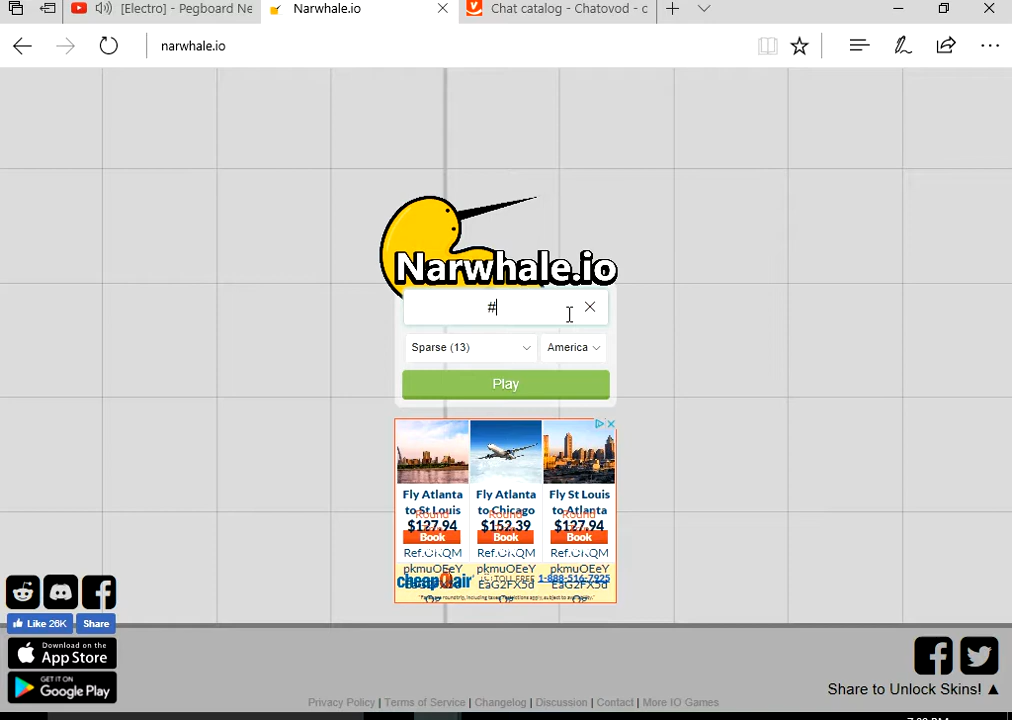 [Electro] - Pegboard Ne
Narwhale.io
Chat catalog - Chatovod - c
narwhale.io
Narwhale.io
#
Sparse (13)
America
Play
Fly Atlanta to St Louis
$127.94
Book
Fly Atlanta to Chicago
$152.39
Book
Fly St Louis to Atlanta
$127.94
Book
cheapOair
TOLL FREE 1-888-516-7925
Like 26K
Share
Download on the
App Store
GET IT ON
Google Play
Share to Unlock Skins! ▲
Privacy Policy | Terms of Service | Changelog | Discussion | Contact | More IO Games